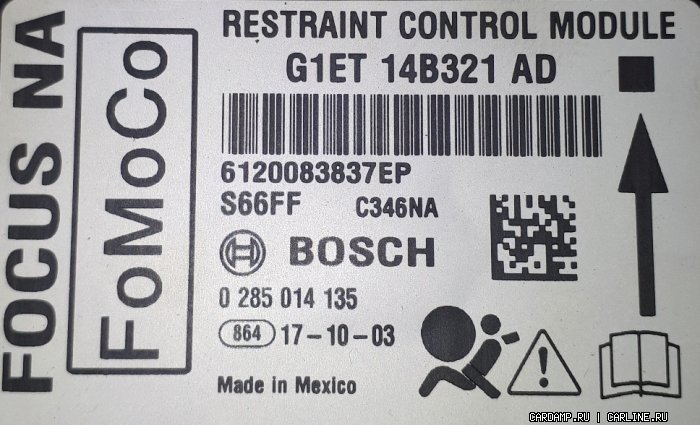 FOCUS NA
FoMoCo
RESTRAINT CONTROL MODULE
G1ET 14B321 AD
6120083837EP
S66FF C346NA
BOSCH
0 285 014 135
864 17-10-03
Made in Mexico
CARDAMP.RU | CARLINE.RU